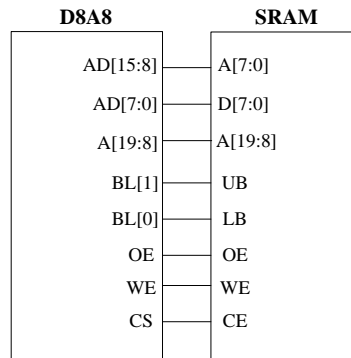 D8A8 SRAM
AD[15:8] A[7:0]
AD[7:0] D[7:0]
A[19:8] A[19:8]
BL[1] UB
BL[0] LB
OE OE
WE WE
CS CE